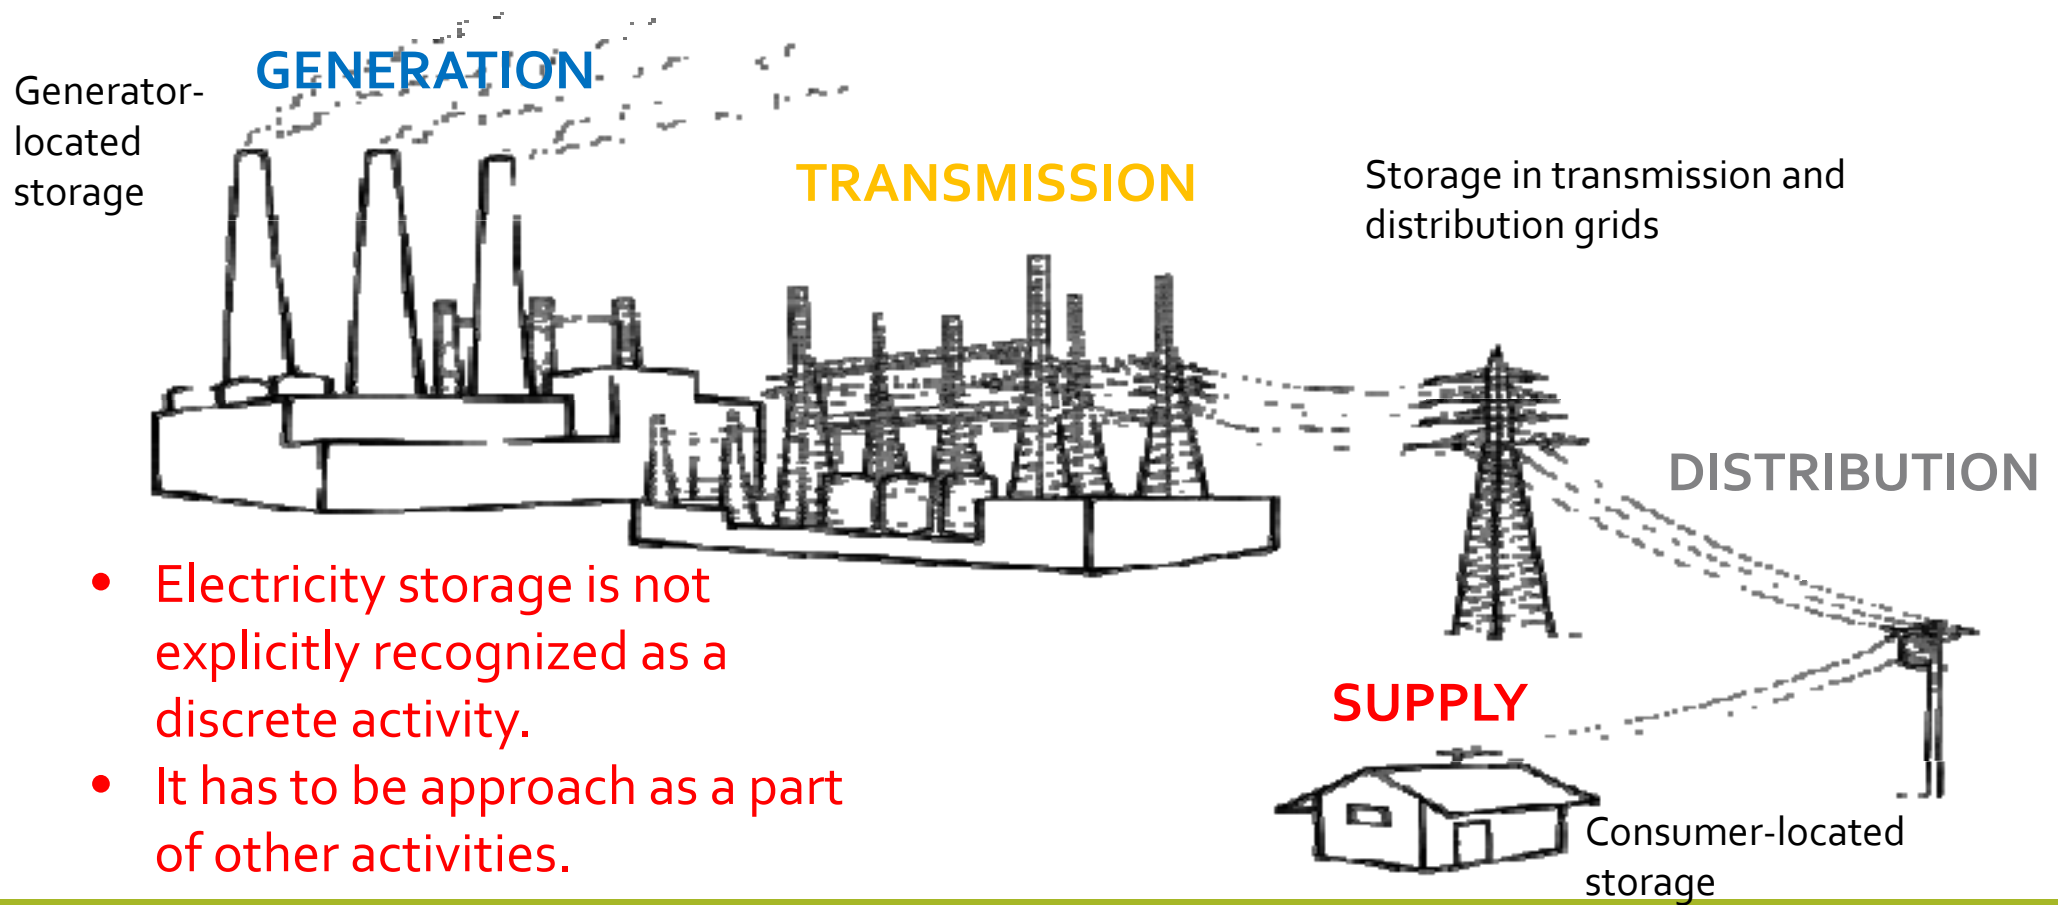 GENERATION
Generator-
located
storage
TRANSMISSION
Storage in transmission and
distribution grids
DISTRIBUTION
• Electricity storage is not
explicitly recognized as a
discrete activity.
• It has to be approach as a part
of other activities.
SUPPLY
Consumer-located
storage